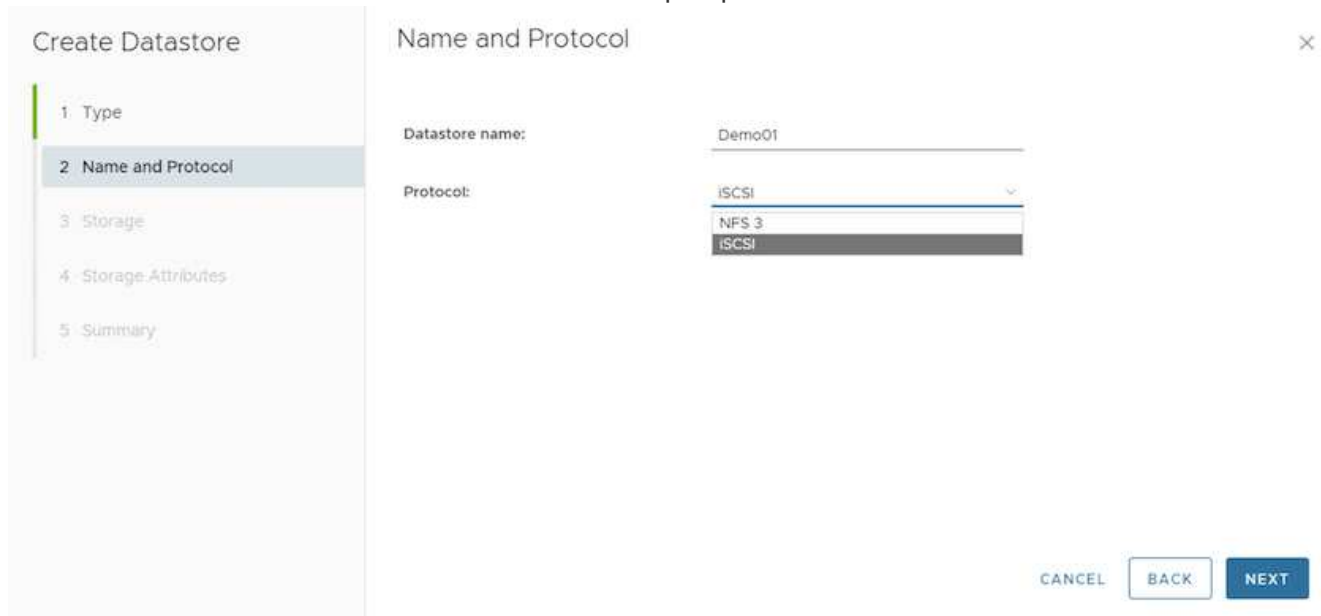 Create Datastore
1 Type
2 Name and Protocol
3 Storage
4 Storage Attributes
5 Summary
Name and Protocol
Datastore name: Demo01
Protocol: iSCSI
NFS 3
iSCSI
CANCEL BACK NEXT